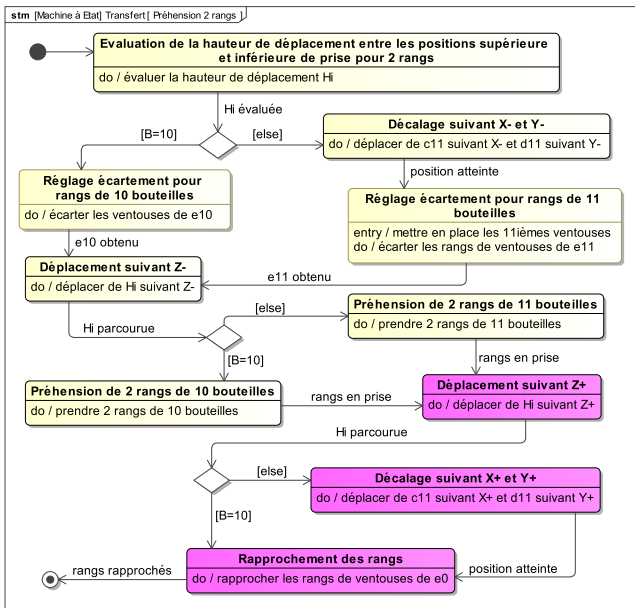 stm [Machine à Etat] Transfert [ Préhension 2 rangs ]
Evaluation de la hauteur de déplacement entre les positions supérieure
et inférieure de prise pour 2 rangs
do / évaluer la hauteur de déplacement Hi
Hi évaluée
[B=10]
[else]
Décalage suivant X- et Y-
do / déplacer de c11 suivant X- et d11 suivant Y-
position atteinte
Réglage écartement pour
rangs de 10 bouteilles
do / écarter les ventouses de e10
Réglage écartement pour rangs de 11
bouteilles
entry / mettre en place les 11ièmes ventouses
do / écarter les rangs de ventouses de e11
e10 obtenu
e11 obtenu
Déplacement suivant Z-
do / déplacer de Hi suivant Z-
Hi parcourue
[else]
[B=10]
Préhension de 2 rangs de 11 bouteilles
do / prendre 2 rangs de 11 bouteilles
rangs en prise
Préhension de 2 rangs de 10 bouteilles
do / prendre 2 rangs de 10 bouteilles
rangs en prise
Déplacement suivant Z+
do / déplacer de Hi suivant Z+
Hi parcourue
[else]
[B=10]
Décalage suivant X+ et Y+
do / déplacer de c11 suivant X+ et d11 suivant Y+
position atteinte
Rapprochement des rangs
do / rapprocher les rangs de ventouses de e0
rangs rapprochés